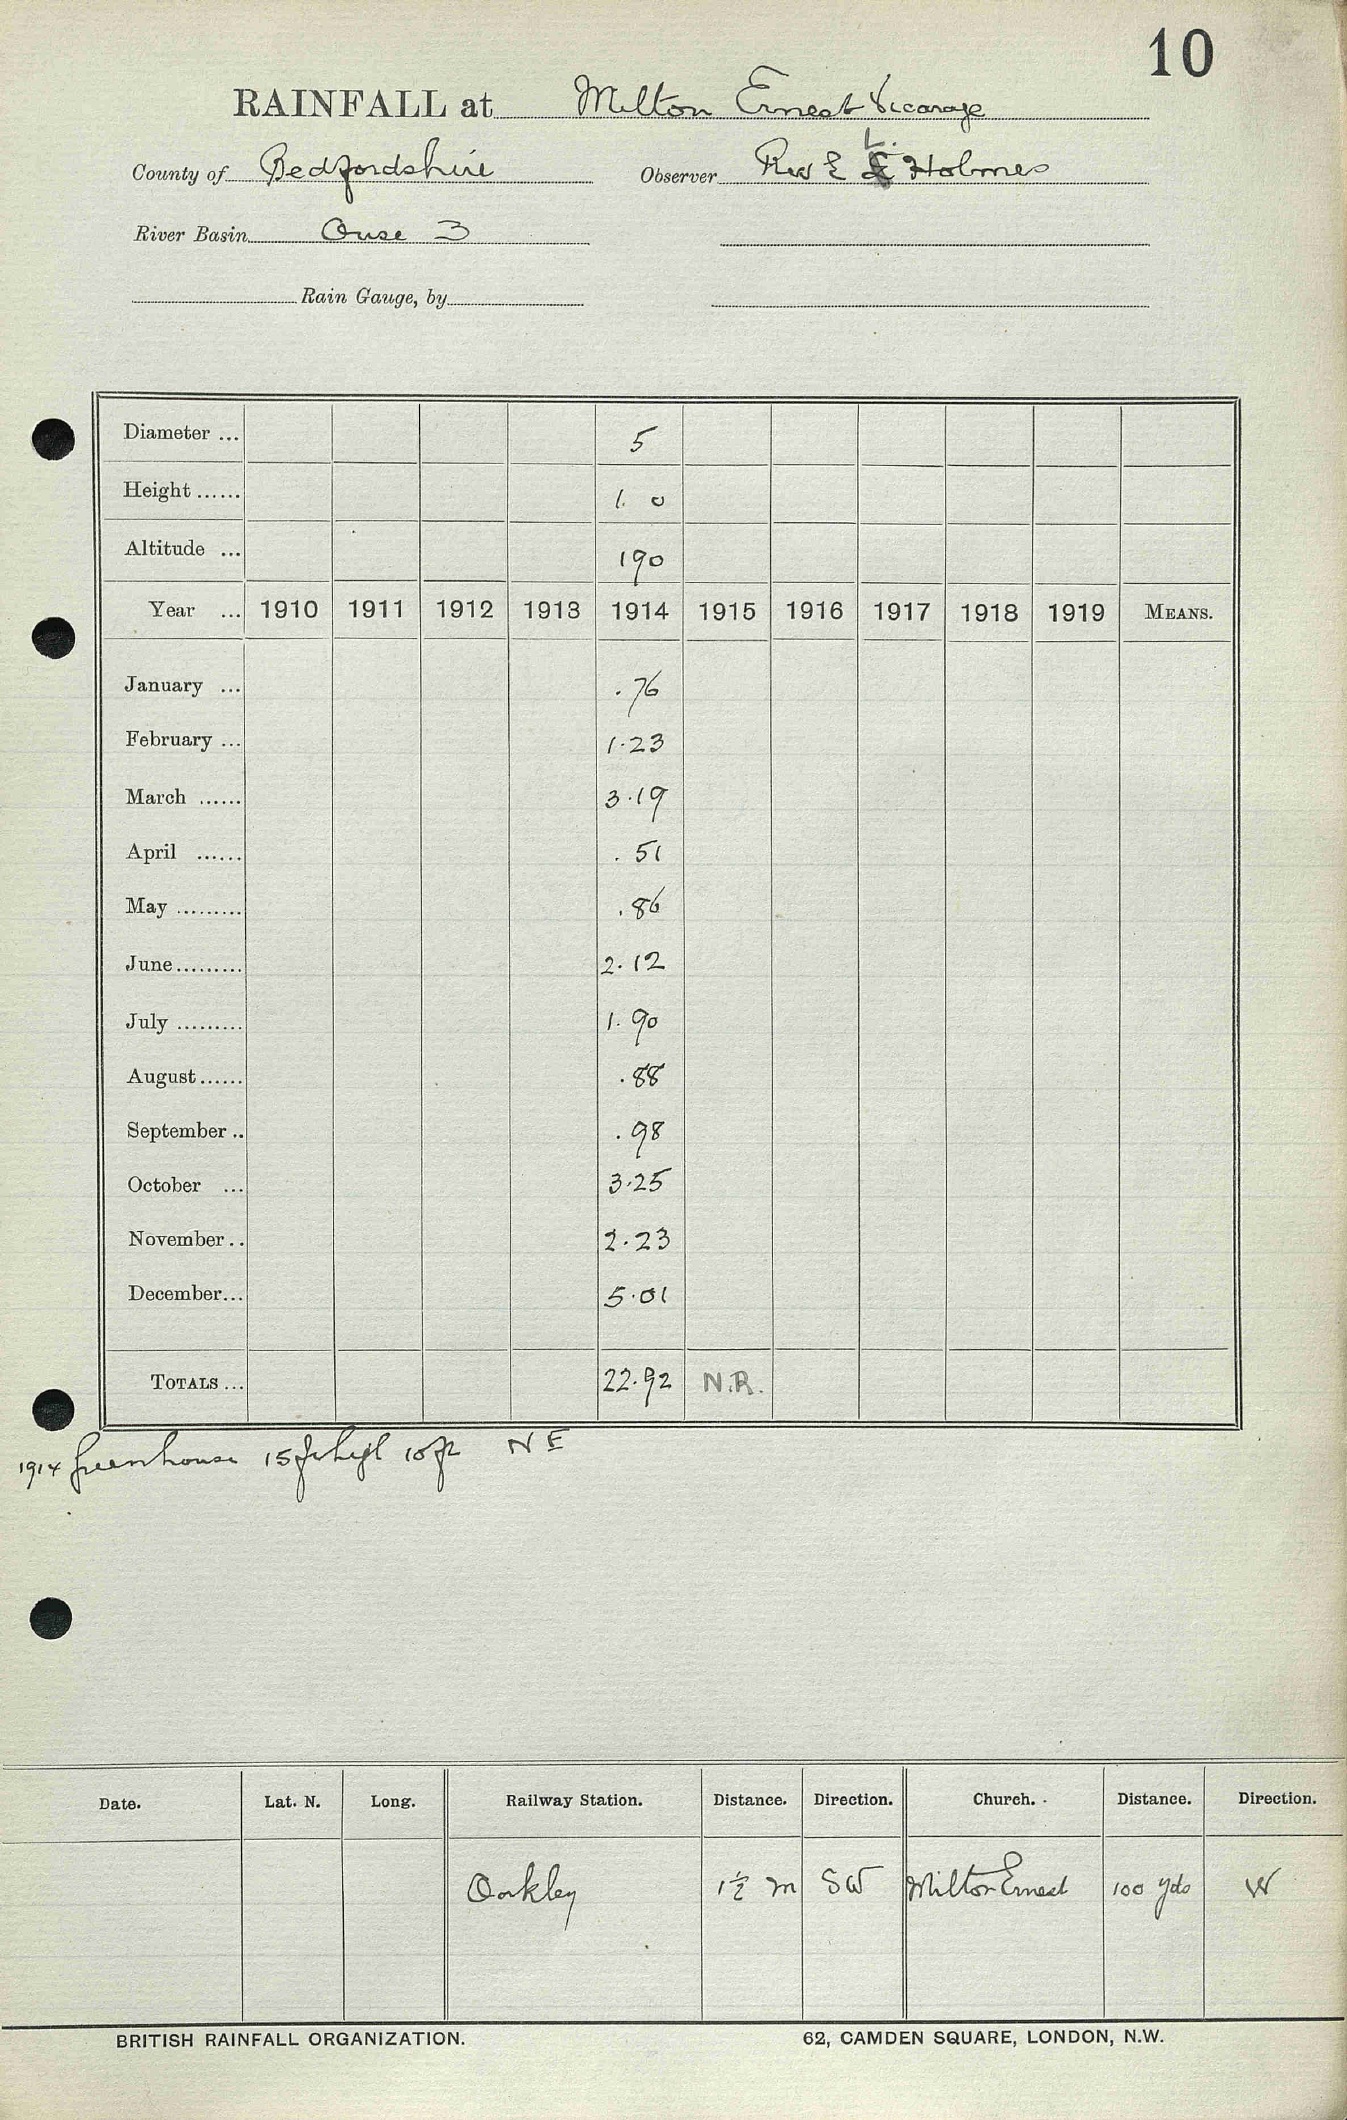 10
RAINFALL at Milton Ernest Vicarage
County of Bedfordshire Observer Rev E L. Holmes
River Basin Ouse 3
Rain Gauge, by
Diameter ... 5
Height ...... 1. 0
Altitude ... 190
Year ... 1910 1911 1912 1913 1914 1915 1916 1917 1918 1919 MEANS.
January ... .76
February ... 1.23
March ...... 3.19
April ...... .51
May ......... .86
June......... 2.12
July ......... 1.90
August...... .88
September .. .98
October ... 3.25
November .. 2.23
December... 5.01
TOTALS ... 22.92 N.R.
1914 Greenhouse 15 ft high 10 ft NE
Date. Lat. N. Long. Railway Station. Distance. Direction. Church. Distance. Direction.
Oakley 1½ m SW Milton Ernest 100 yds W
BRITISH RAINFALL ORGANIZATION. 62, CAMDEN SQUARE, LONDON, N.W.